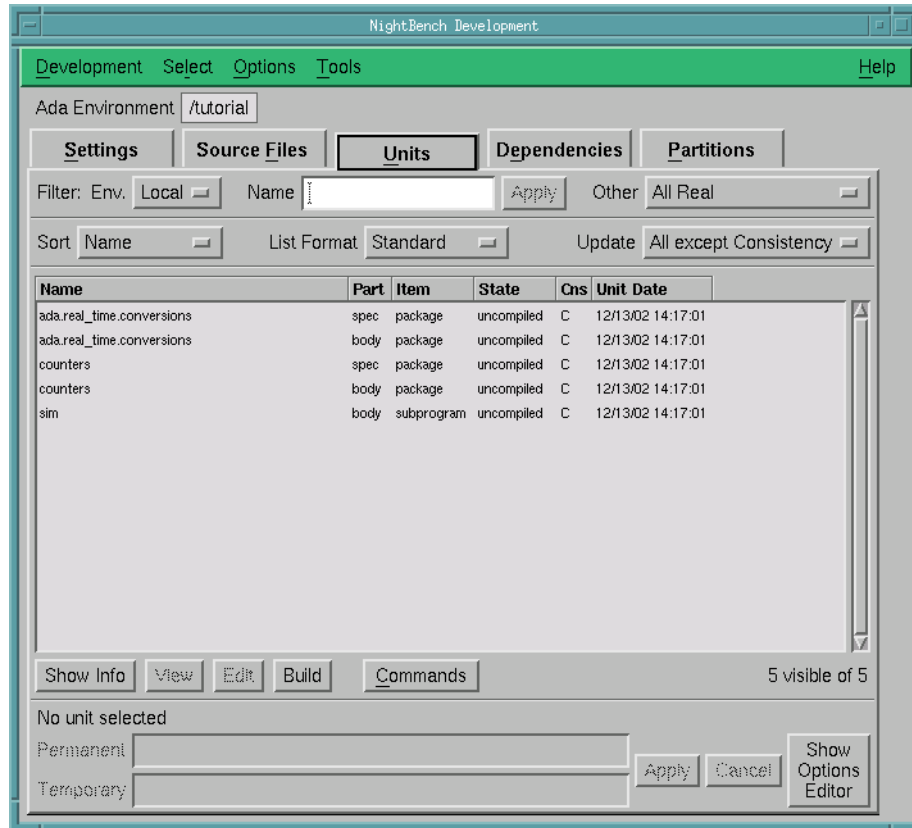 NightBench Development
Development Select Options Tools Help
Ada Environment /tutorial
Settings Source Files Units Dependencies Partitions
Filter: Env. Local Name Apply Other All Real
Sort Name List Format Standard Update All except Consistency
Name Part Item State Cns Unit Date
ada.real_time.conversions spec package uncompiled C 12/13/02 14:17:01
ada.real_time.conversions body package uncompiled C 12/13/02 14:17:01
counters spec package uncompiled C 12/13/02 14:17:01
counters body package uncompiled C 12/13/02 14:17:01
sim body subprogram uncompiled C 12/13/02 14:17:01
Show Info View Edit Build Commands 5 visible of 5
No unit selected
Permanent
Temporary
Apply Cancel
Show
Options
Editor